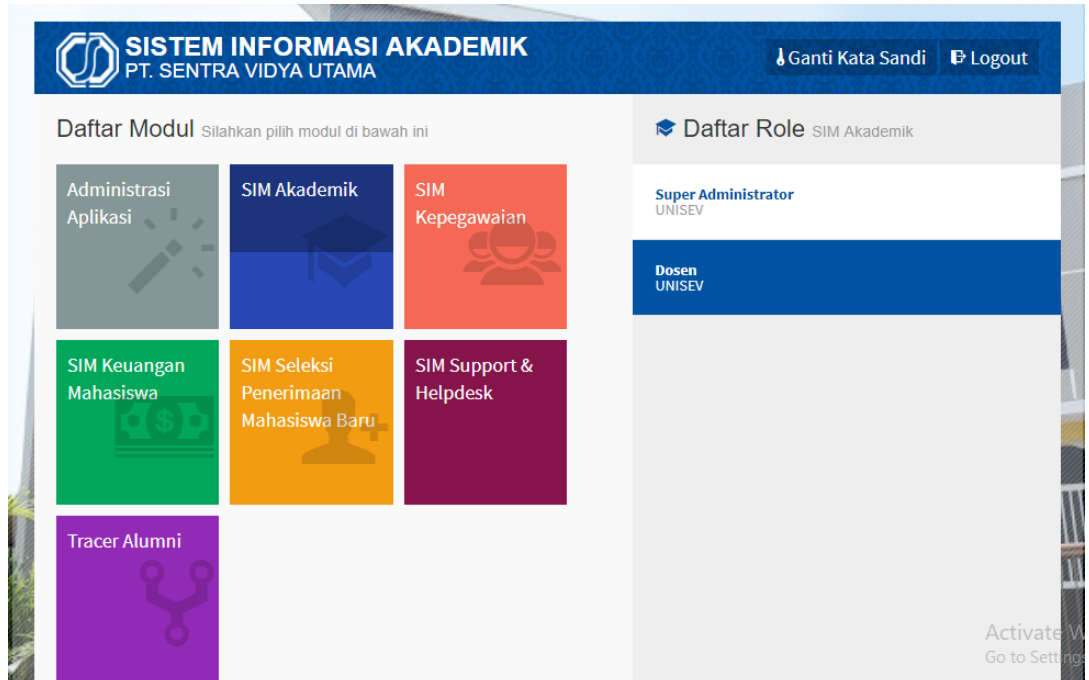 SISTEM INFORMASI AKADEMIK
PT. SENTRA VIDYA UTAMA
Ganti Kata Sandi
Logout
Daftar Modul Silahkan pilih modul di bawah ini
Administrasi
Aplikasi
SIM Akademik
SIM
Kepegawaian
SIM Keuangan
Mahasiswa
SIM Seleksi
Penerimaan
Mahasiswa Baru
SIM Support &
Helpdesk
Tracer Alumni
Daftar Role SIM Akademik
Super Administrator
UNISEV
Dosen
UNISEV
Activate W
Go to Settings